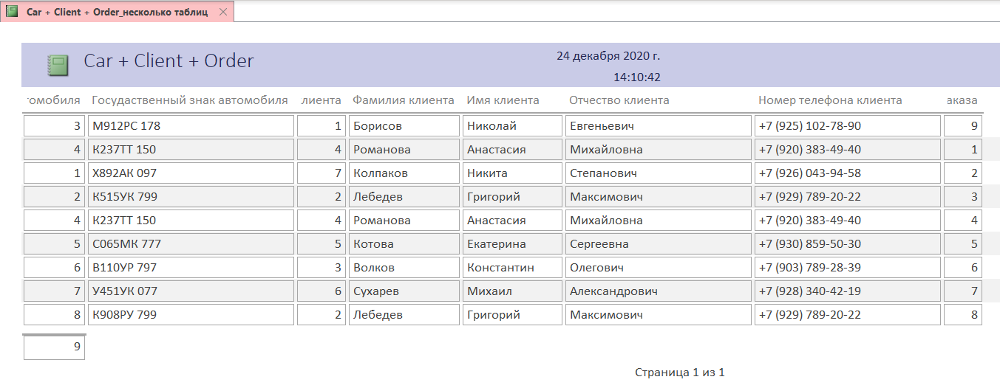 Car + Client + Order_несколько таблиц
Car + Client + Order
24 декабря 2020 г.
14:10:42
томобиля Госудаственный знак автомобиля лиента Фамилия клиента Имя клиента Отчество клиента Номер телефона клиента аказа
3 М912РС 178 1 Борисов Николай Евгеньевич +7 (925) 102-78-90 9
4 К237ТТ 150 4 Романова Анастасия Михайловна +7 (920) 383-49-40 1
1 Х892АК 097 7 Колпаков Никита Степанович +7 (926) 043-94-58 2
2 К515УК 799 2 Лебедев Григорий Максимович +7 (929) 789-20-22 3
4 К237ТТ 150 4 Романова Анастасия Михайловна +7 (920) 383-49-40 4
5 С065МК 777 5 Котова Екатерина Сергеевна +7 (930) 859-50-30 5
6 В110УР 797 3 Волков Константин Олегович +7 (903) 789-28-39 6
7 У451УК 077 6 Сухарев Михаил Александрович +7 (928) 340-42-19 7
8 К908РУ 799 2 Лебедев Григорий Максимович +7 (929) 789-20-22 8
9
Страница 1 из 1